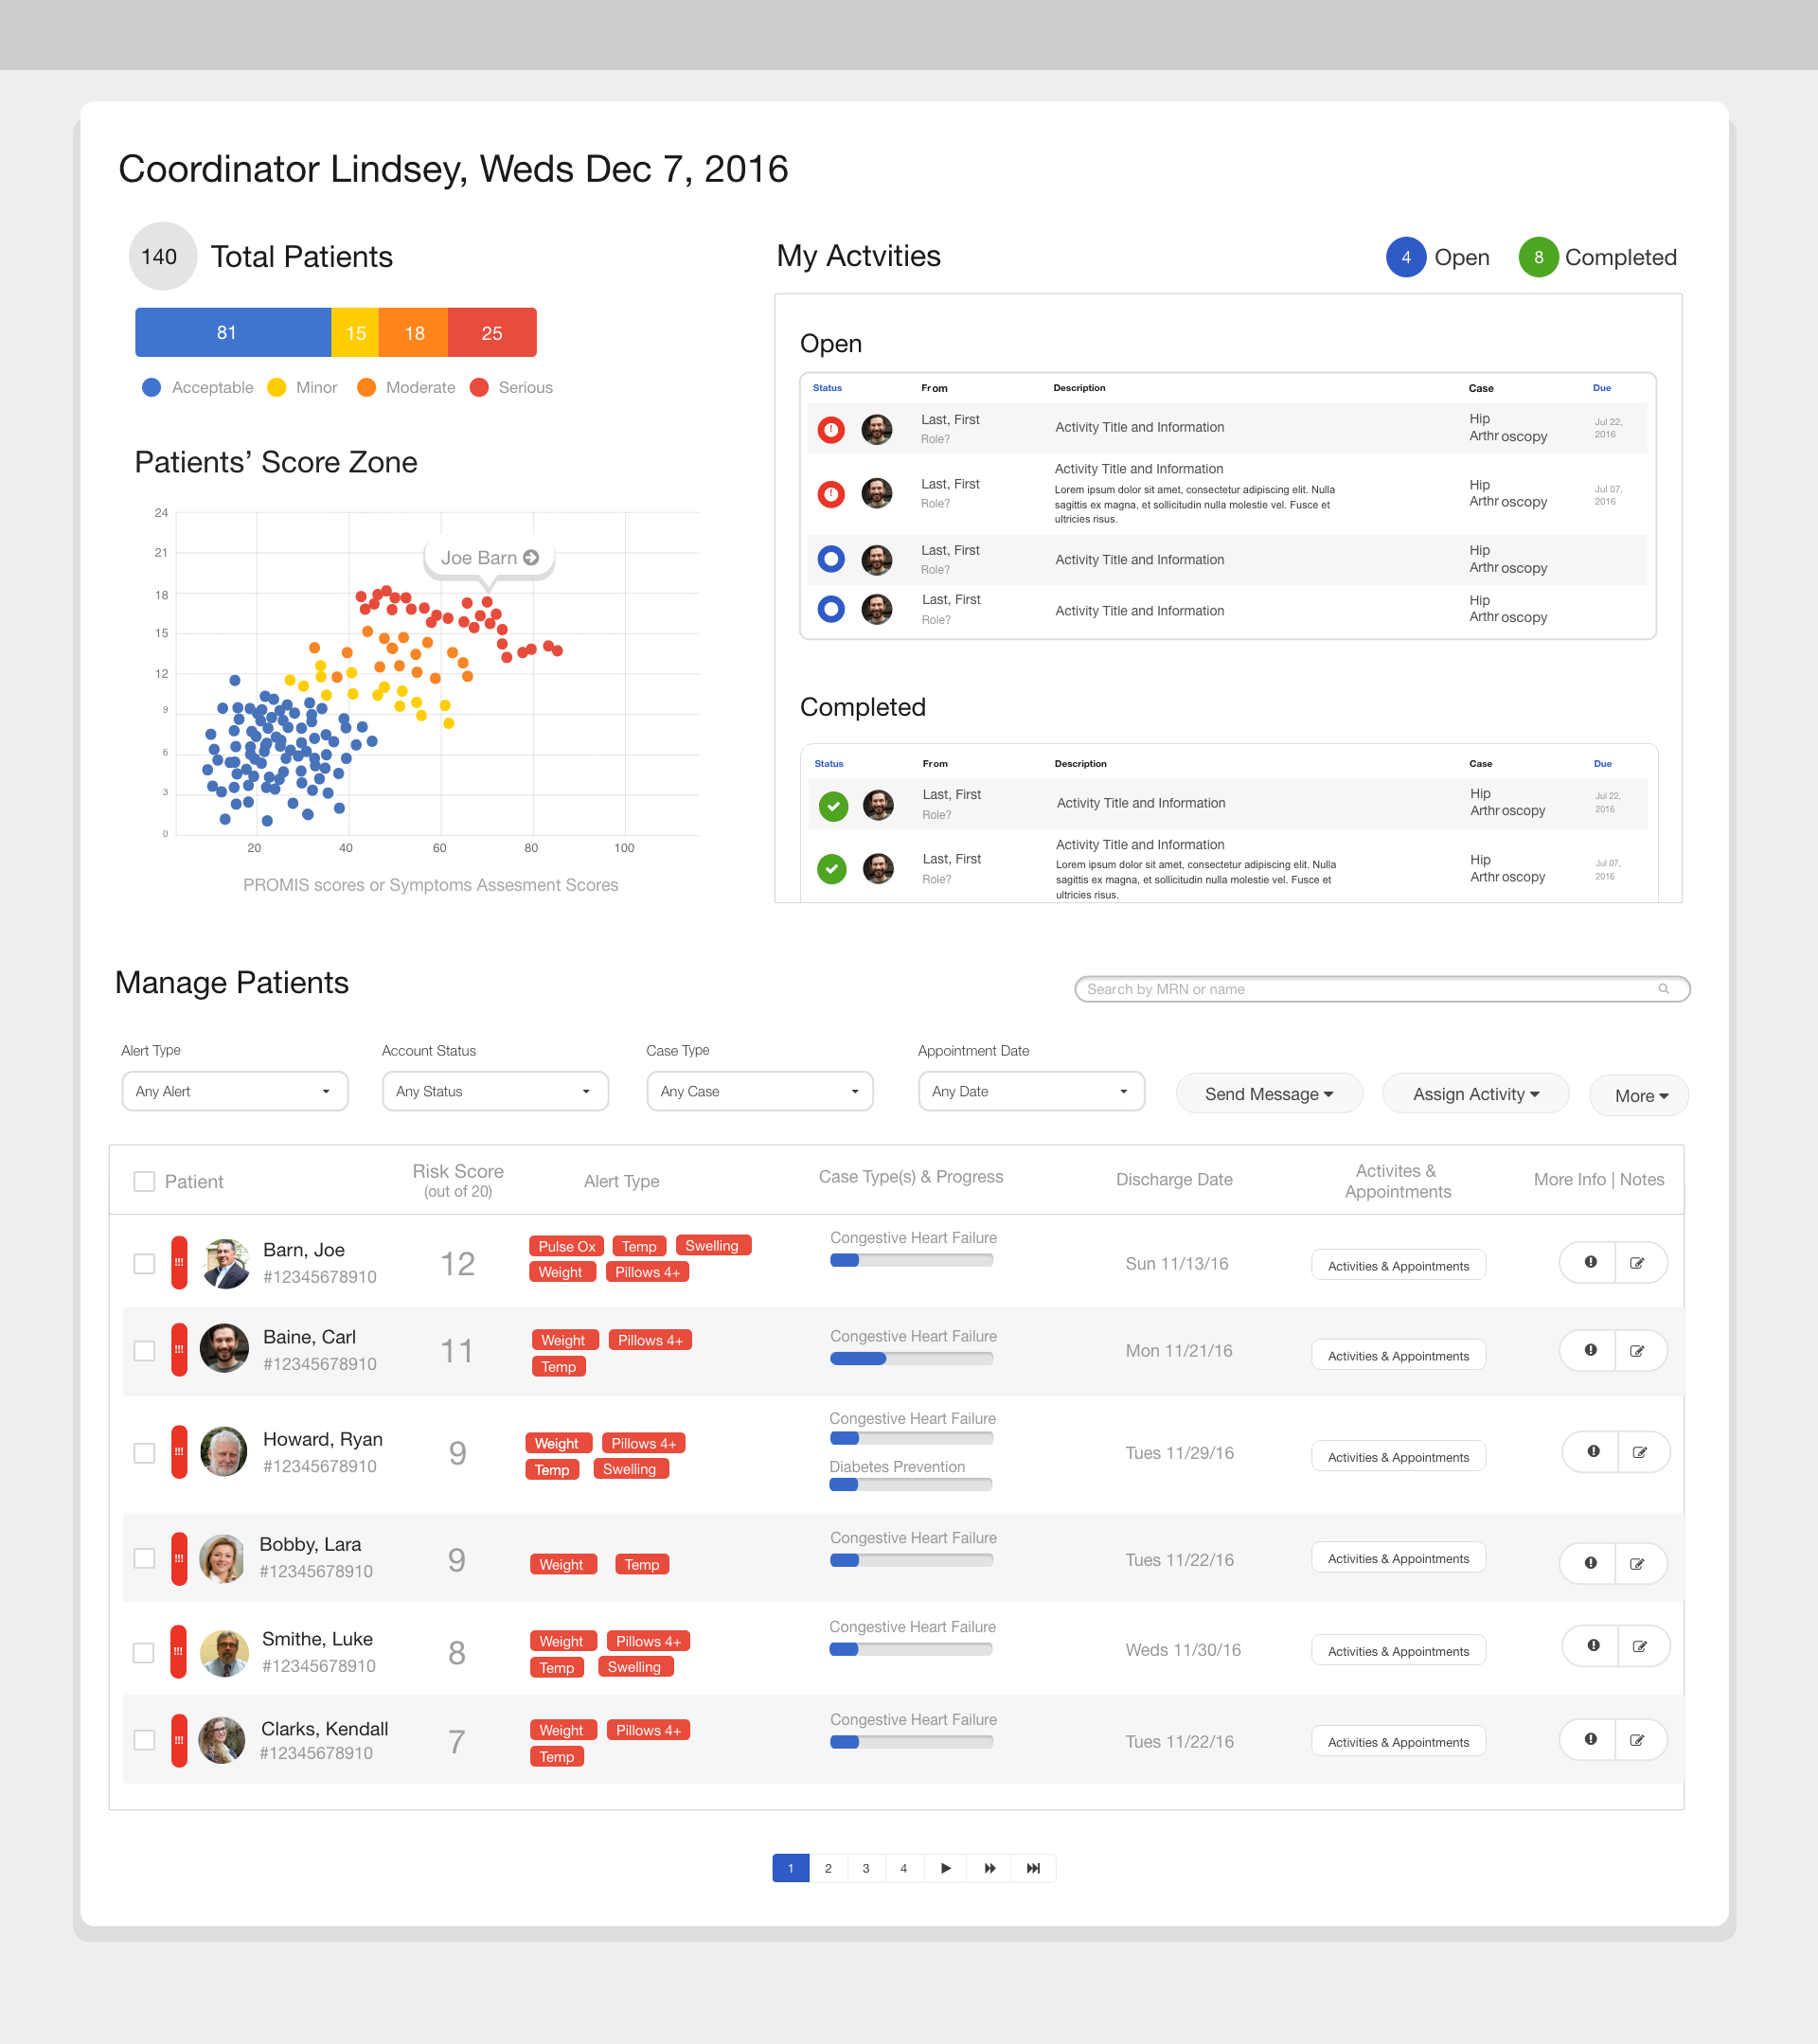 Coordinator Lindsey, Weds Dec 7, 2016
140 Total Patients
81 15 18 25
Acceptable Minor Moderate Serious
Patients' Score Zone
24
21
18
15
12
9
6
3
0
Joe Barn
20 40 60 80 100
PROMIS scores or Symptoms Assesment Scores
My Actvities
4 Open 8 Completed
Open
Status From Description Case Due
Last, First
Role?
Activity Title and Information
Hip
Arthroscopy
Jul 22,
2016
Last, First
Role?
Activity Title and Information
Lorem ipsum dolor sit amet, consectetur adipiscing elit. Nulla
sagittis ex magna, et sollicitudin nulla molestie vel. Fusce et
ultricies risus.
Hip
Arthroscopy
Jul 07,
2016
Last, First
Role?
Activity Title and Information
Hip
Arthroscopy
Last, First
Role?
Activity Title and Information
Hip
Arthroscopy
Completed
Status From Description Case Due
Last, First
Role?
Activity Title and Information
Hip
Arthroscopy
Jul 22,
2016
Last, First
Role?
Activity Title and Information
Lorem ipsum dolor sit amet, consectetur adipiscing elit. Nulla
sagittis ex magna, et sollicitudin nulla molestie vel. Fusce et
ultricies risus.
Hip
Arthroscopy
Jul 07,
2016
Manage Patients
Search by MRN or name
Alert Type Account Status Case Type Appointment Date
Any Alert Any Status Any Case Any Date Send Message Assign Activity More
Patient
Risk Score
(out of 20)
Alert Type
Case Type(s) & Progress
Discharge Date
Activites &
Appointments
More Info | Notes
!!!
Barn, Joe
#12345678910
12
Pulse Ox Temp Swelling
Weight Pillows 4+
Congestive Heart Failure
Sun 11/13/16
Activities & Appointments
!!!
Baine, Carl
#12345678910
11
Weight Pillows 4+
Temp
Congestive Heart Failure
Mon 11/21/16
Activities & Appointments
!!!
Howard, Ryan
#12345678910
9
Weight Pillows 4+
Temp Swelling
Congestive Heart Failure
Diabetes Prevention
Tues 11/29/16
Activities & Appointments
!!!
Bobby, Lara
#12345678910
9
Weight Temp
Congestive Heart Failure
Tues 11/22/16
Activities & Appointments
!!!
Smithe, Luke
#12345678910
8
Weight Pillows 4+
Temp Swelling
Congestive Heart Failure
Weds 11/30/16
Activities & Appointments
!!!
Clarks, Kendall
#12345678910
7
Weight Pillows 4+
Temp
Congestive Heart Failure
Tues 11/22/16
Activities & Appointments
1 2 3 4